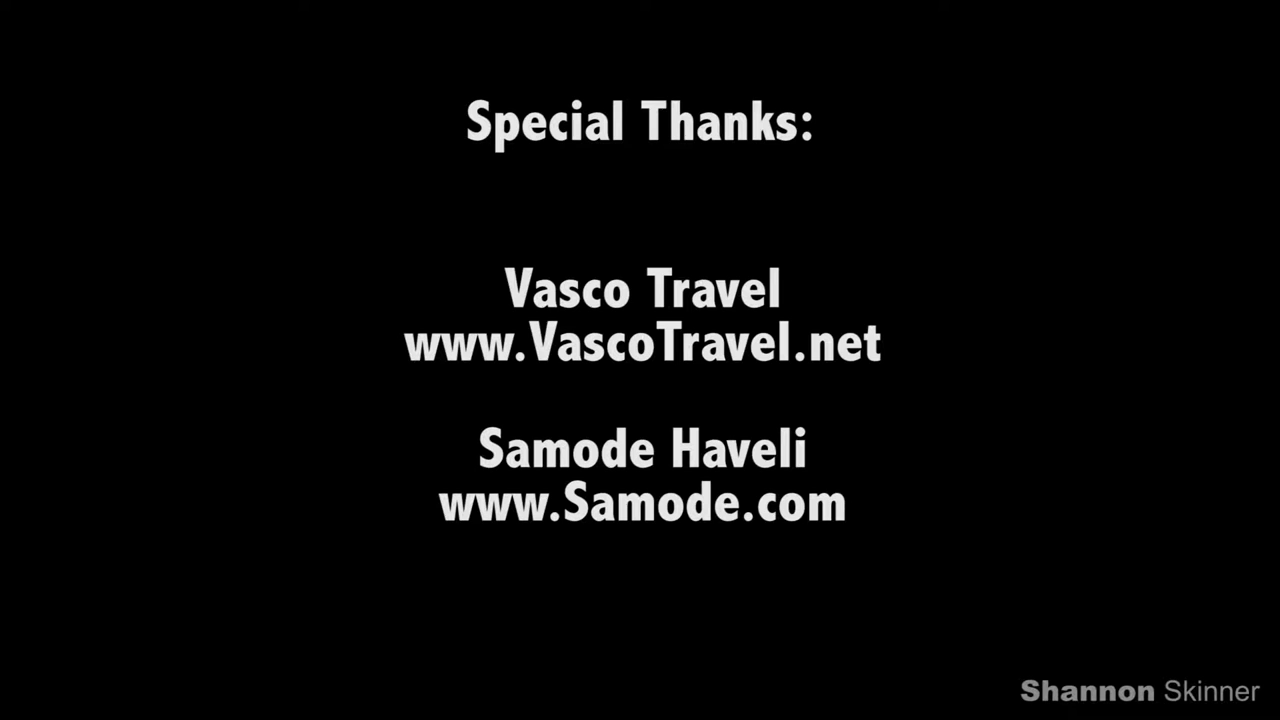 Special Thanks:
Vasco Travel
www.VascoTravel.net
Samode Haveli
www.Samode.com
Shannon Skinner